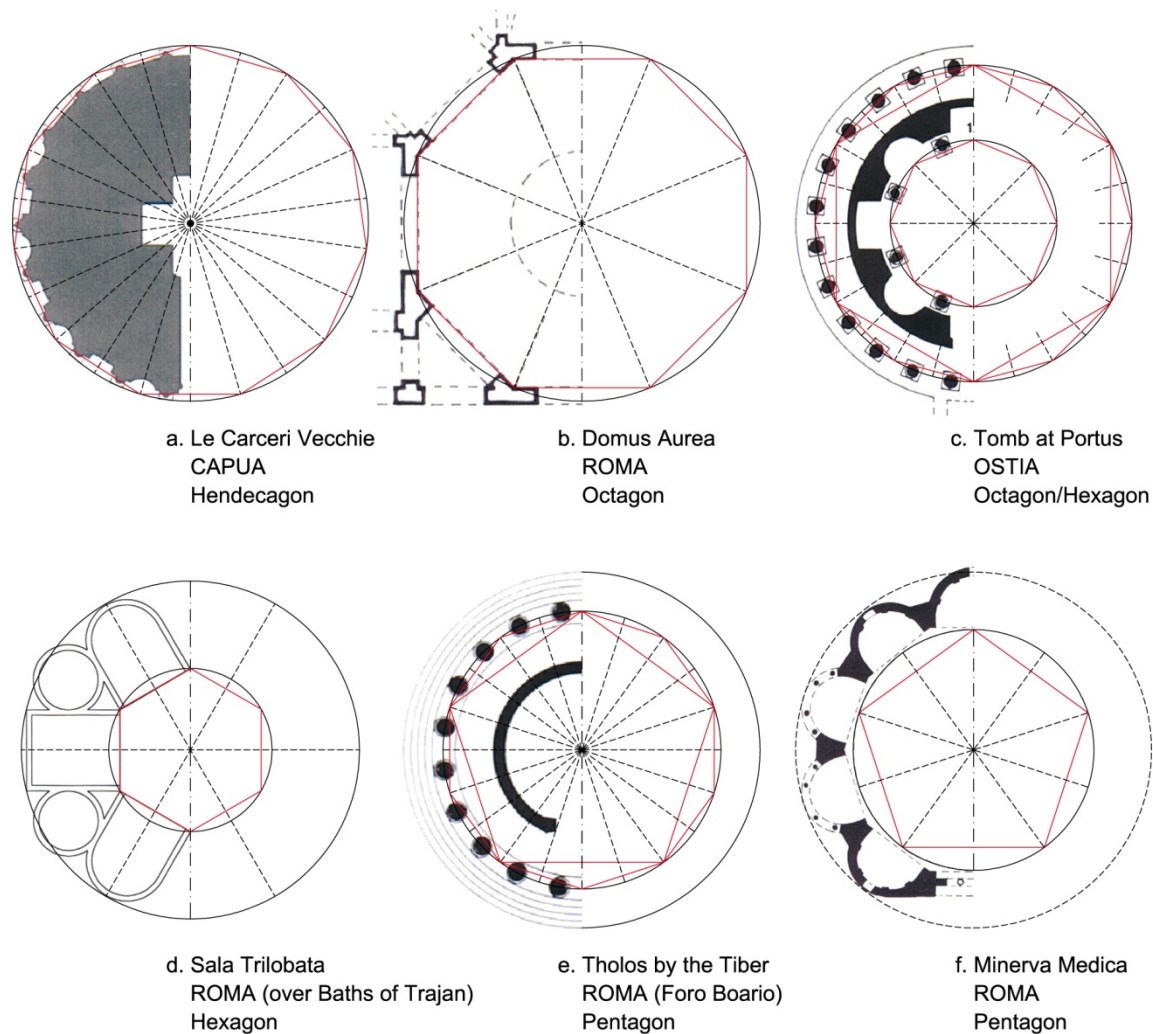 1
a. Le Carceri Vecchie
CAPUA
Hendecagon
b. Domus Aurea
ROMA
Octagon
c. Tomb at Portus
OSTIA
Octagon/Hexagon
d. Sala Trilobata
ROMA (over Baths of Trajan)
Hexagon
e. Tholos by the Tiber
ROMA (Foro Boario)
Pentagon
f. Minerva Medica
ROMA
Pentagon